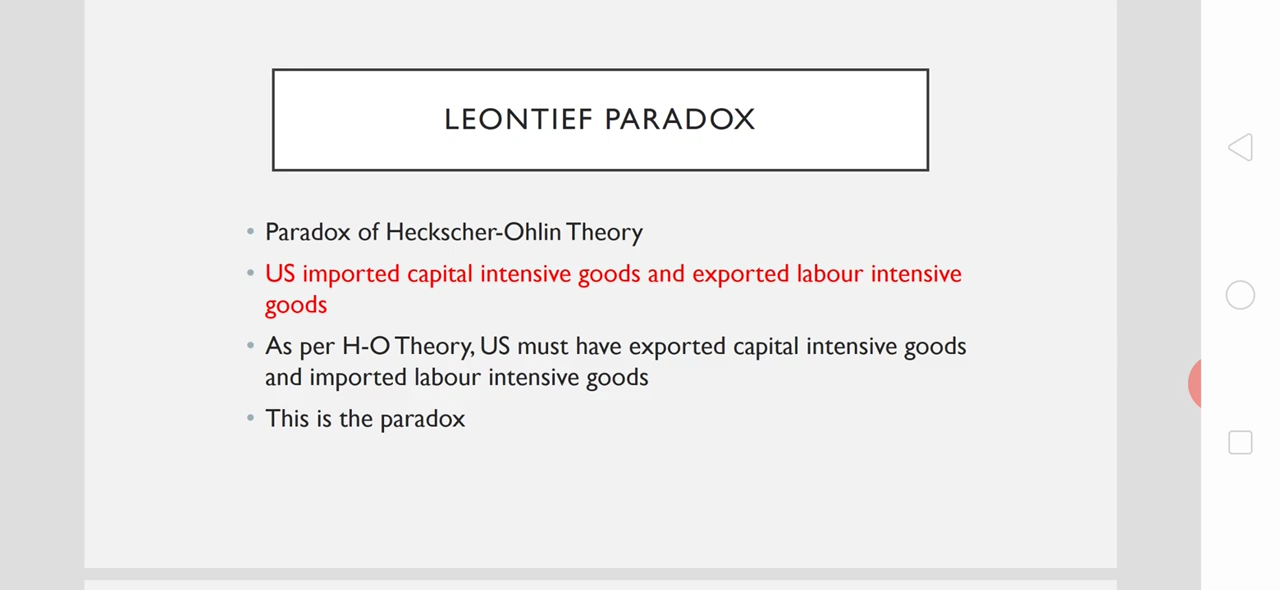 LEONTIEF PARADOX
• Paradox of Heckscher-Ohlin Theory
• US imported capital intensive goods and exported labour intensive
goods
• As per H-O Theory, US must have exported capital intensive goods
and imported labour intensive goods
• This is the paradox